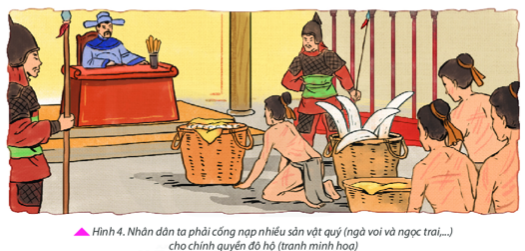 ▲ Hình 4. Nhân dân ta phải cống nạp nhiều sản vật quý (ngà voi và ngọc trai,...)
cho chính quyền đô hộ (tranh minh hoạ)